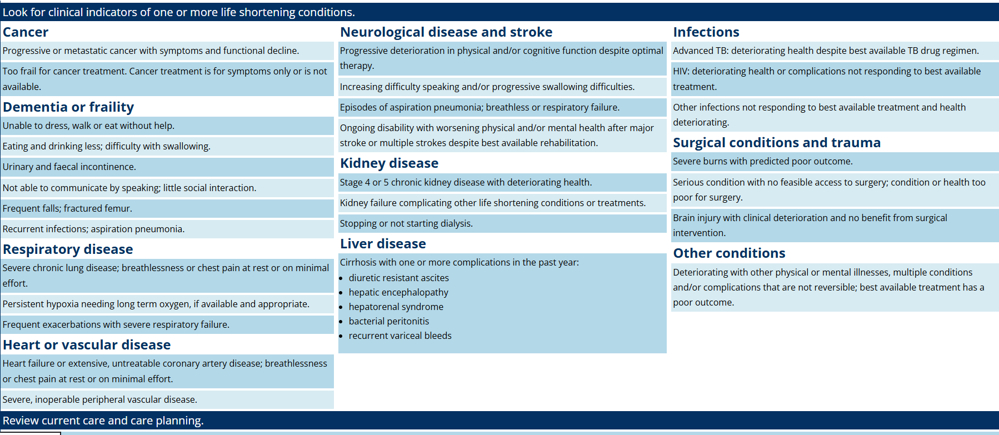 Look for clinical indicators of one or more life shortening conditions.
Cancer
Progressive or metastatic cancer with symptoms and functional decline.
Too frail for cancer treatment. Cancer treatment is for symptoms only or is not
available.
Dementia or fraility
Unable to dress, walk or eat without help.
Eating and drinking less; difficulty with swallowing.
Urinary and faecal incontinence.
Not able to communicate by speaking; little social interaction.
Frequent falls; fractured femur.
Recurrent infections; aspiration pneumonia.
Respiratory disease
Severe chronic lung disease; breathlessness or chest pain at rest or on minimal
effort.
Persistent hypoxia needing long term oxygen, if available and appropriate.
Frequent exacerbations with severe respiratory failure.
Heart or vascular disease
Heart failure or extensive, untreatable coronary artery disease; breathlessness
or chest pain at rest or on minimal effort.
Severe, inoperable peripheral vascular disease.
Neurological disease and stroke
Progressive deterioration in physical and/or cognitive function despite optimal
therapy.
Increasing difficulty speaking and/or progressive swallowing difficulties.
Episodes of aspiration pneumonia; breathless or respiratory failure.
Ongoing disability with worsening physical and/or mental health after major
stroke or multiple strokes despite best available rehabilitation.
Kidney disease
Stage 4 or 5 chronic kidney disease with deteriorating health.
Kidney failure complicating other life shortening conditions or treatments.
Stopping or not starting dialysis.
Liver disease
Cirrhosis with one or more complications in the past year:
• diuretic resistant ascites
• hepatic encephalopathy
• hepatorenal syndrome
• bacterial peritonitis
• recurrent variceal bleeds
Infections
Advanced TB: deteriorating health despite best available TB drug regimen.
HIV: deteriorating health or complications not responding to best available
treatment.
Other infections not responding to best available treatment and health
deteriorating.
Surgical conditions and trauma
Severe burns with predicted poor outcome.
Serious condition with no feasible access to surgery; condition or health too
poor for surgery.
Brain injury with clinical deterioration and no benefit from surgical
intervention.
Other conditions
Deteriorating with other physical or mental illnesses, multiple conditions
and/or complications that are not reversible; best available treatment has a
poor outcome.
Review current care and care planning.